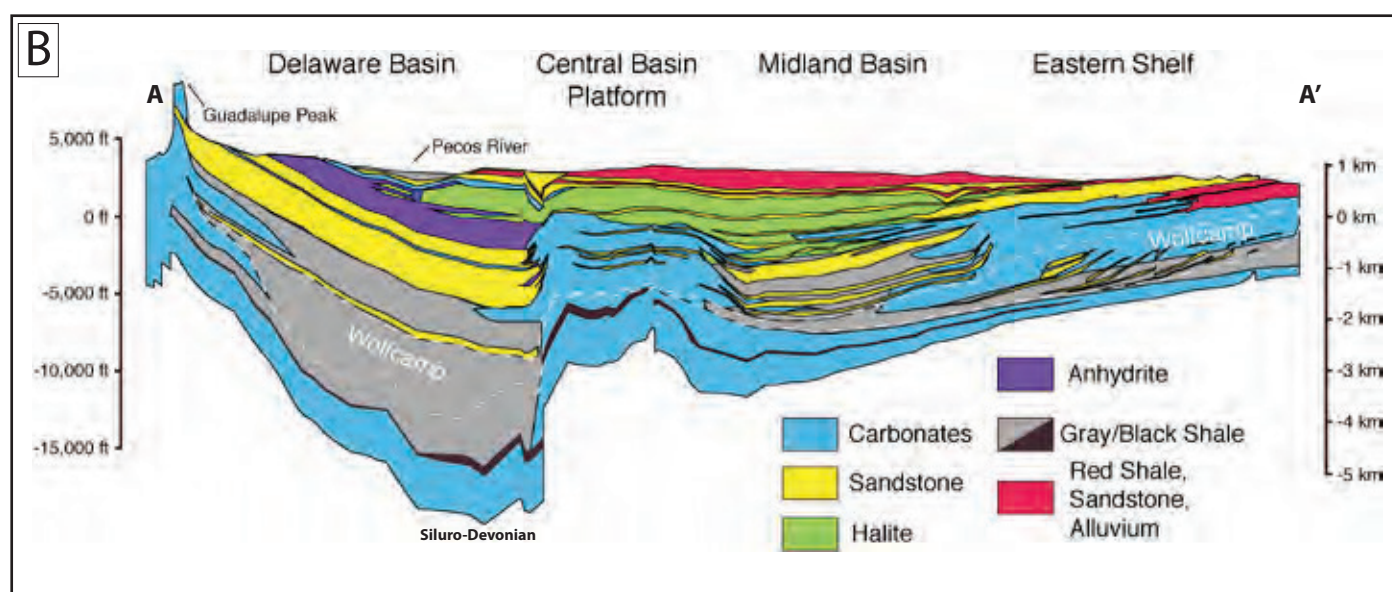 B
Delaware Basin
Central Basin
Platform
Midland Basin
Eastern Shelf
A
A'
Guadalupe Peak
Pecos River
5,000 ft
0 ft
-5,000 ft
-10,000 ft
-15,000 ft
1 km
0 km
-1 km
-2 km
-3 km
-4 km
-5 km
Wolfcamp
Wolfcamp
Siluro-Devonian
Carbonates
Sandstone
Halite
Anhydrite
Gray/Black Shale
Red Shale,
Sandstone,
Alluvium